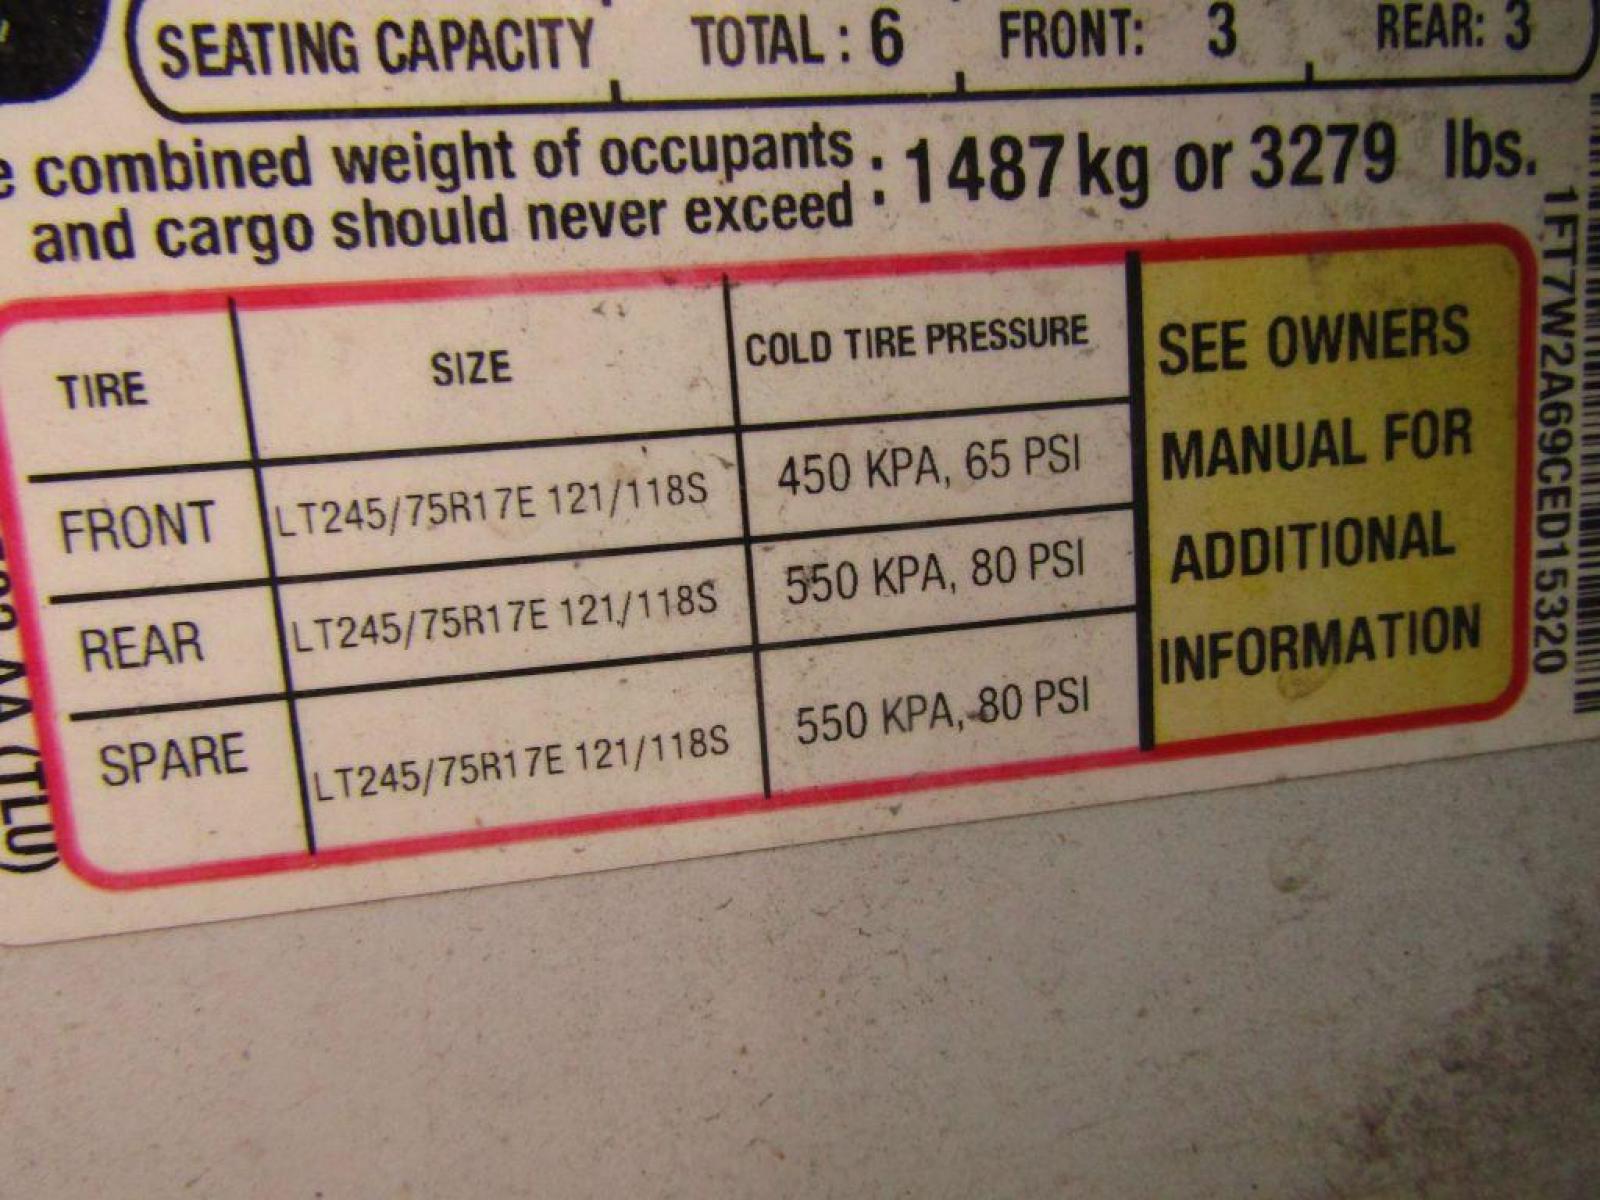 SEATING CAPACITY TOTAL : 6 FRONT: 3 REAR: 3
combined weight of occupants : 1487 kg or 3279 lbs.
and cargo should never exceed :
TIRE SIZE COLD TIRE PRESSURE
FRONT LT245/75R17E 121/118S 450 KPA, 65 PSI
REAR LT245/75R17E 121/118S 550 KPA, 80 PSI
SPARE LT245/75R17E 121/118S 550 KPA, 80 PSI
SEE OWNERS
MANUAL FOR
ADDITIONAL
INFORMATION
1FT7W2A69CED15320
(TLU)